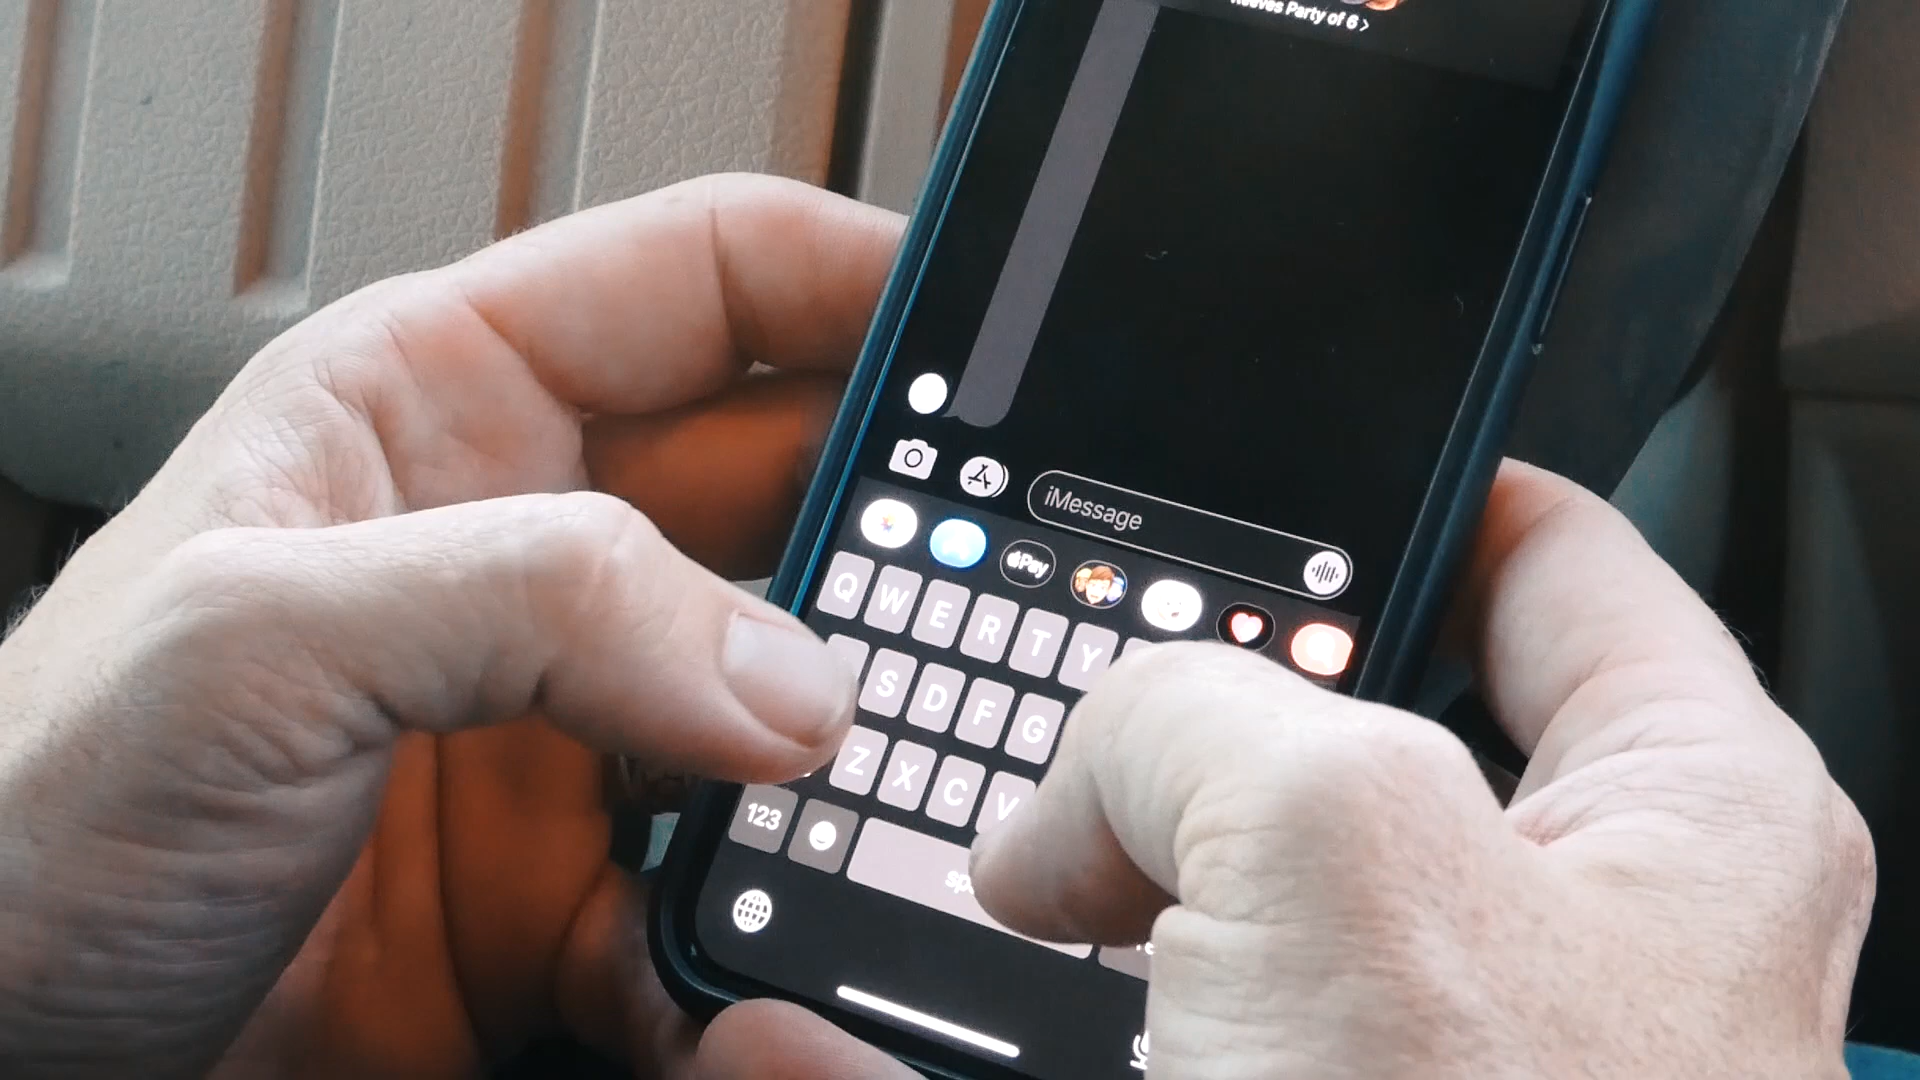 Party of 6 >
iMessage
Pay
Q W E R T Y
S D F G
Z X C V
123